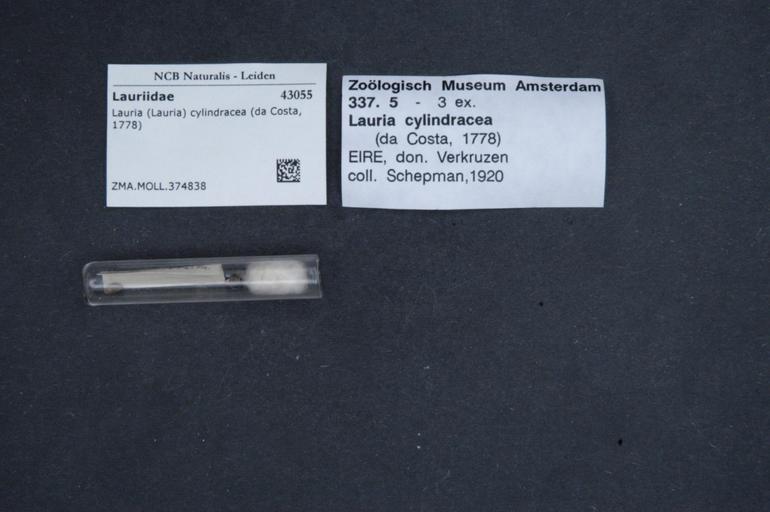 NCB Naturalis - Leiden
Lauriidae 43055
Lauria (Lauria) cylindracea (da Costa,
1778)
ZMA.MOLL.374838
Zoölogisch Museum Amsterdam
337. 5 - 3 ex.
Lauria cylindracea
(da Costa, 1778)
EIRE, don. Verkruzen
coll. Schepman,1920